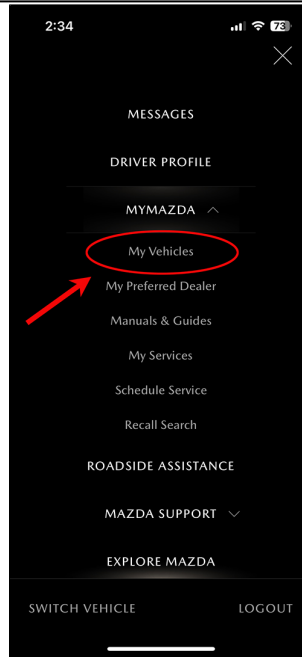 2:34
73
MESSAGES
DRIVER PROFILE
MYMAZDA
My Vehicles
My Preferred Dealer
Manuals & Guides
My Services
Schedule Service
Recall Search
ROADSIDE ASSISTANCE
MAZDA SUPPORT
EXPLORE MAZDA
SWITCH VEHICLE LOGOUT